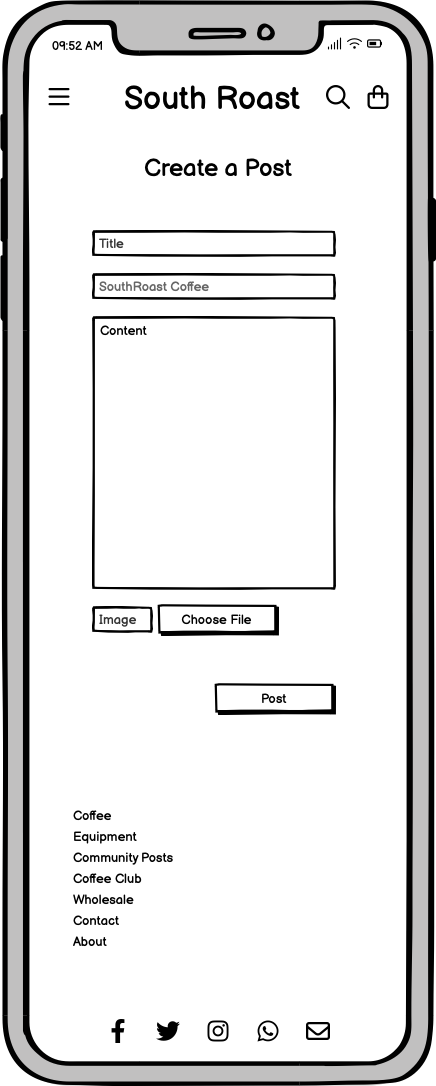 09:52 AM
South Roast
Create a Post
Title
SouthRoast Coffee
Content
Image
Choose File
Post
Coffee
Equipment
Community Posts
Coffee Club
Wholesale
Contact
About